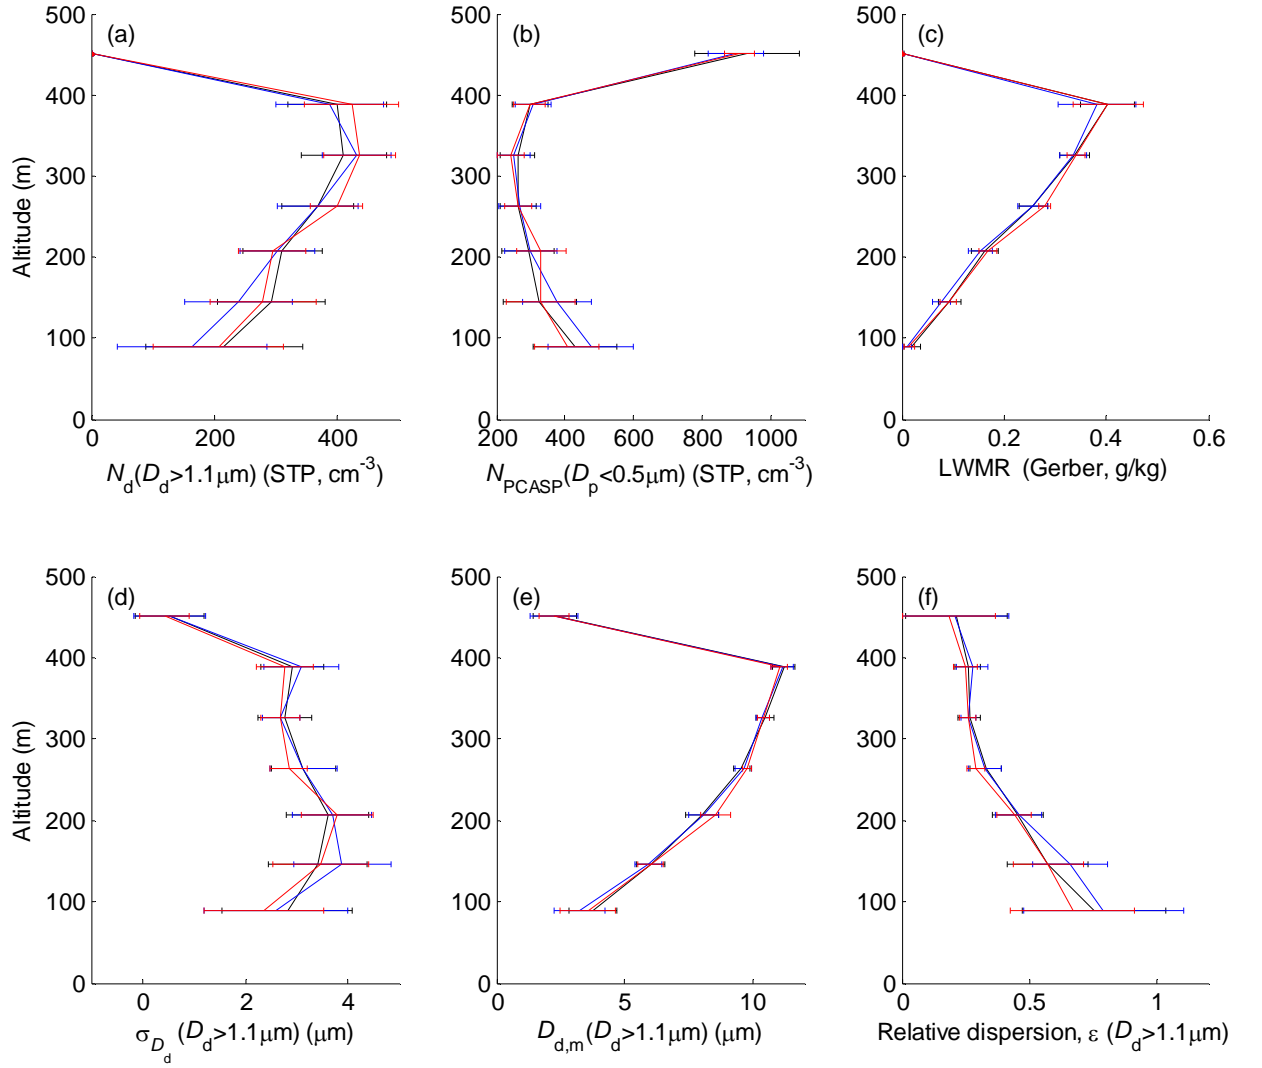 500
(a)
400
300
200
100
0
Altitude (m)
0 200 400
N_d(D_d>1.1μm) (STP, cm^-3)
500
(b)
400
300
200
100
0
200 400 600 800 1000
N_PCASP(D_p<0.5μm) (STP, cm^-3)
500
(c)
400
300
200
100
0
0 0.2 0.4 0.6
LWMR (Gerber, g/kg)
500
(d)
400
300
200
100
0
Altitude (m)
0 2 4
σ_D_d (D_d>1.1μm) (μm)
500
(e)
400
300
200
100
0
0 5 10
D_d,m(D_d>1.1μm) (μm)
500
(f)
400
300
200
100
0
0 0.5 1
Relative dispersion, ε (D_d>1.1μm)